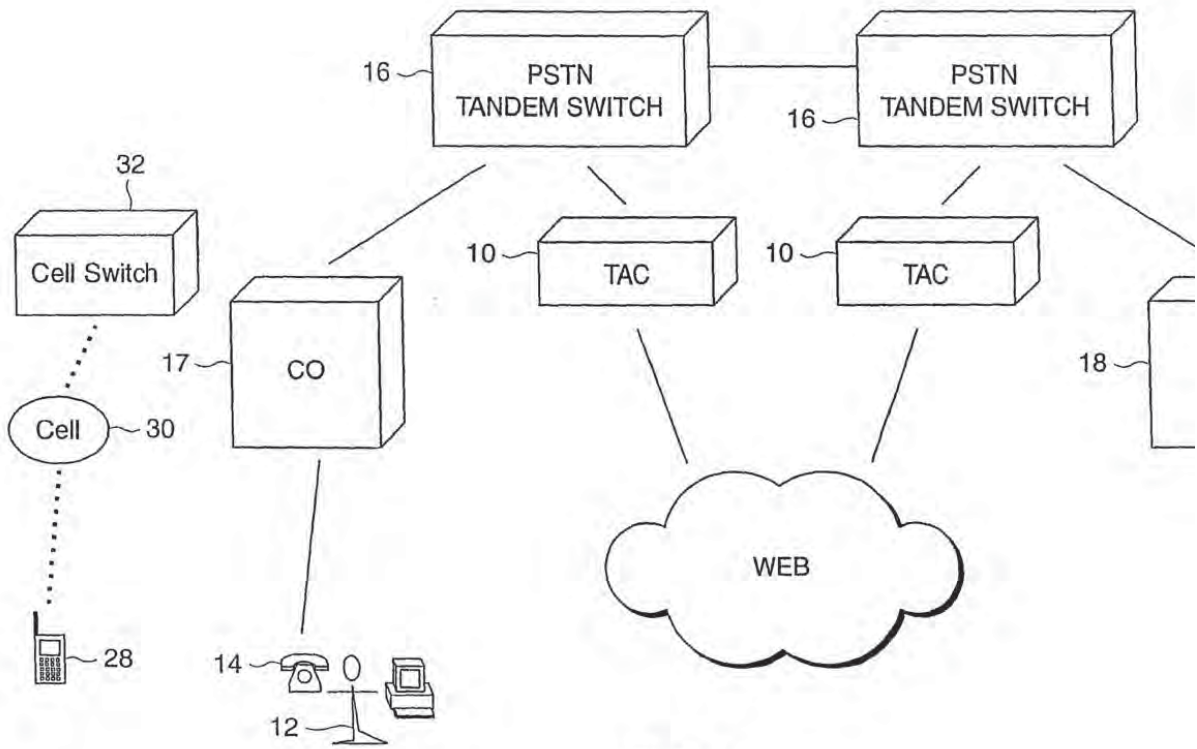 16
PSTN
TANDEM SWITCH
16
PSTN
TANDEM SWITCH
32
Cell Switch
10
TAC
10
TAC
17
CO
18
Cell
30
WEB
28
14
12